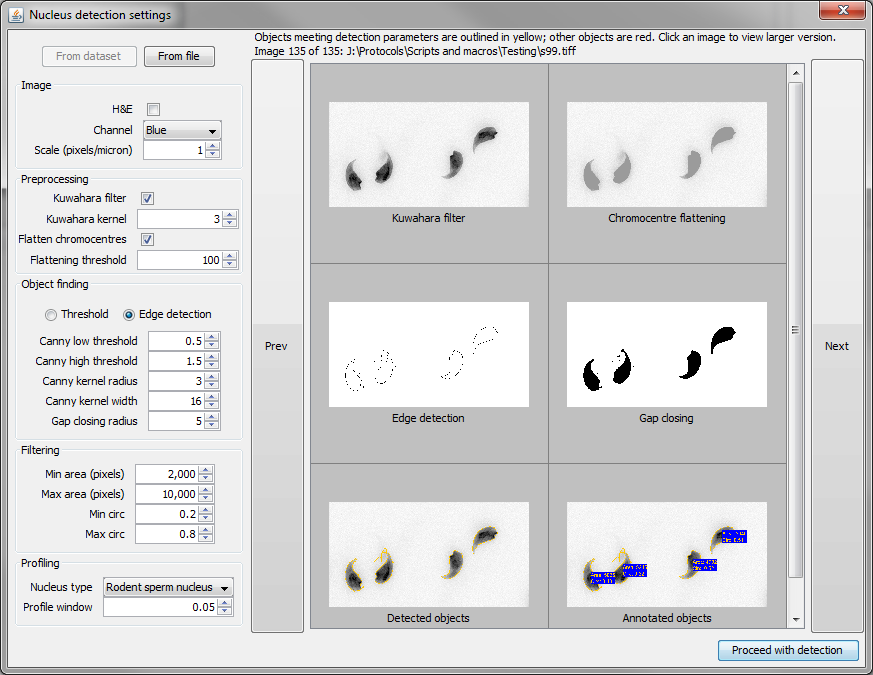 Nucleus detection settings
From dataset
From file
Image
H&E
Channel
Blue
Scale (pixels/micron)
1
Preprocessing
Kuwahara filter
Kuwahara kernel
3
Flatten chromocentres
Flattening threshold
100
Object finding
Threshold
Edge detection
Canny low threshold
0.5
Canny high threshold
1.5
Canny kernel radius
3
Canny kernel width
16
Gap closing radius
5
Filtering
Min area (pixels)
2,000
Max area (pixels)
10,000
Min circ
0.2
Max circ
0.8
Profiling
Nucleus type
Rodent sperm nucleus
Profile window
0.05
Objects meeting detection parameters are outlined in yellow; other objects are red. Click an image to view larger version.
Image 135 of 135: J:\Protocols\Scripts and macros\Testing\s99.tiff
Prev
Kuwahara filter
Chromocentre flattening
Edge detection
Gap closing
Detected objects
Annotated objects
Next
Proceed with detection